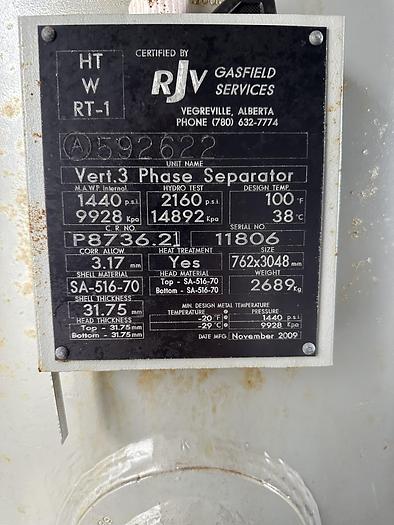 HT
W
RT-1
CERTIFIED BY
RJV GASFIELD SERVICES
VEGREVILLE, ALBERTA
PHONE (780) 632-7774
A 592622
UNIT NAME
Vert.3 Phase Separator
M.A.W.P. Internal HYDRO TEST DESIGN TEMP.
1440 p.s.i. 2160 p.s.i. 100 °F
9928 Kpa 14892 Kpa 38 °C
C.R. NO. SERIAL NO.
P8736.21 11806
CORR. ALLOW HEAT TREATMENT SIZE
3.17 mm Yes 762x3048 mm
SHELL MATERIAL HEAD MATERIAL WEIGHT
SA-516-70 Top - SA-516-70 2689 Kg
Bottom - SA-516-70
SHELL THICKNESS
31.75 mm
MIN. DESIGN METAL TEMPERATURE
TEMPERATURE PRESSURE
-20 °F @ 1440 p.s.i.
-29 °C @ 9928 Kpa
HEAD THICKNESS
Top - 31.75 mm
Bottom - 31.75 mm
DATE MFG. November 2009